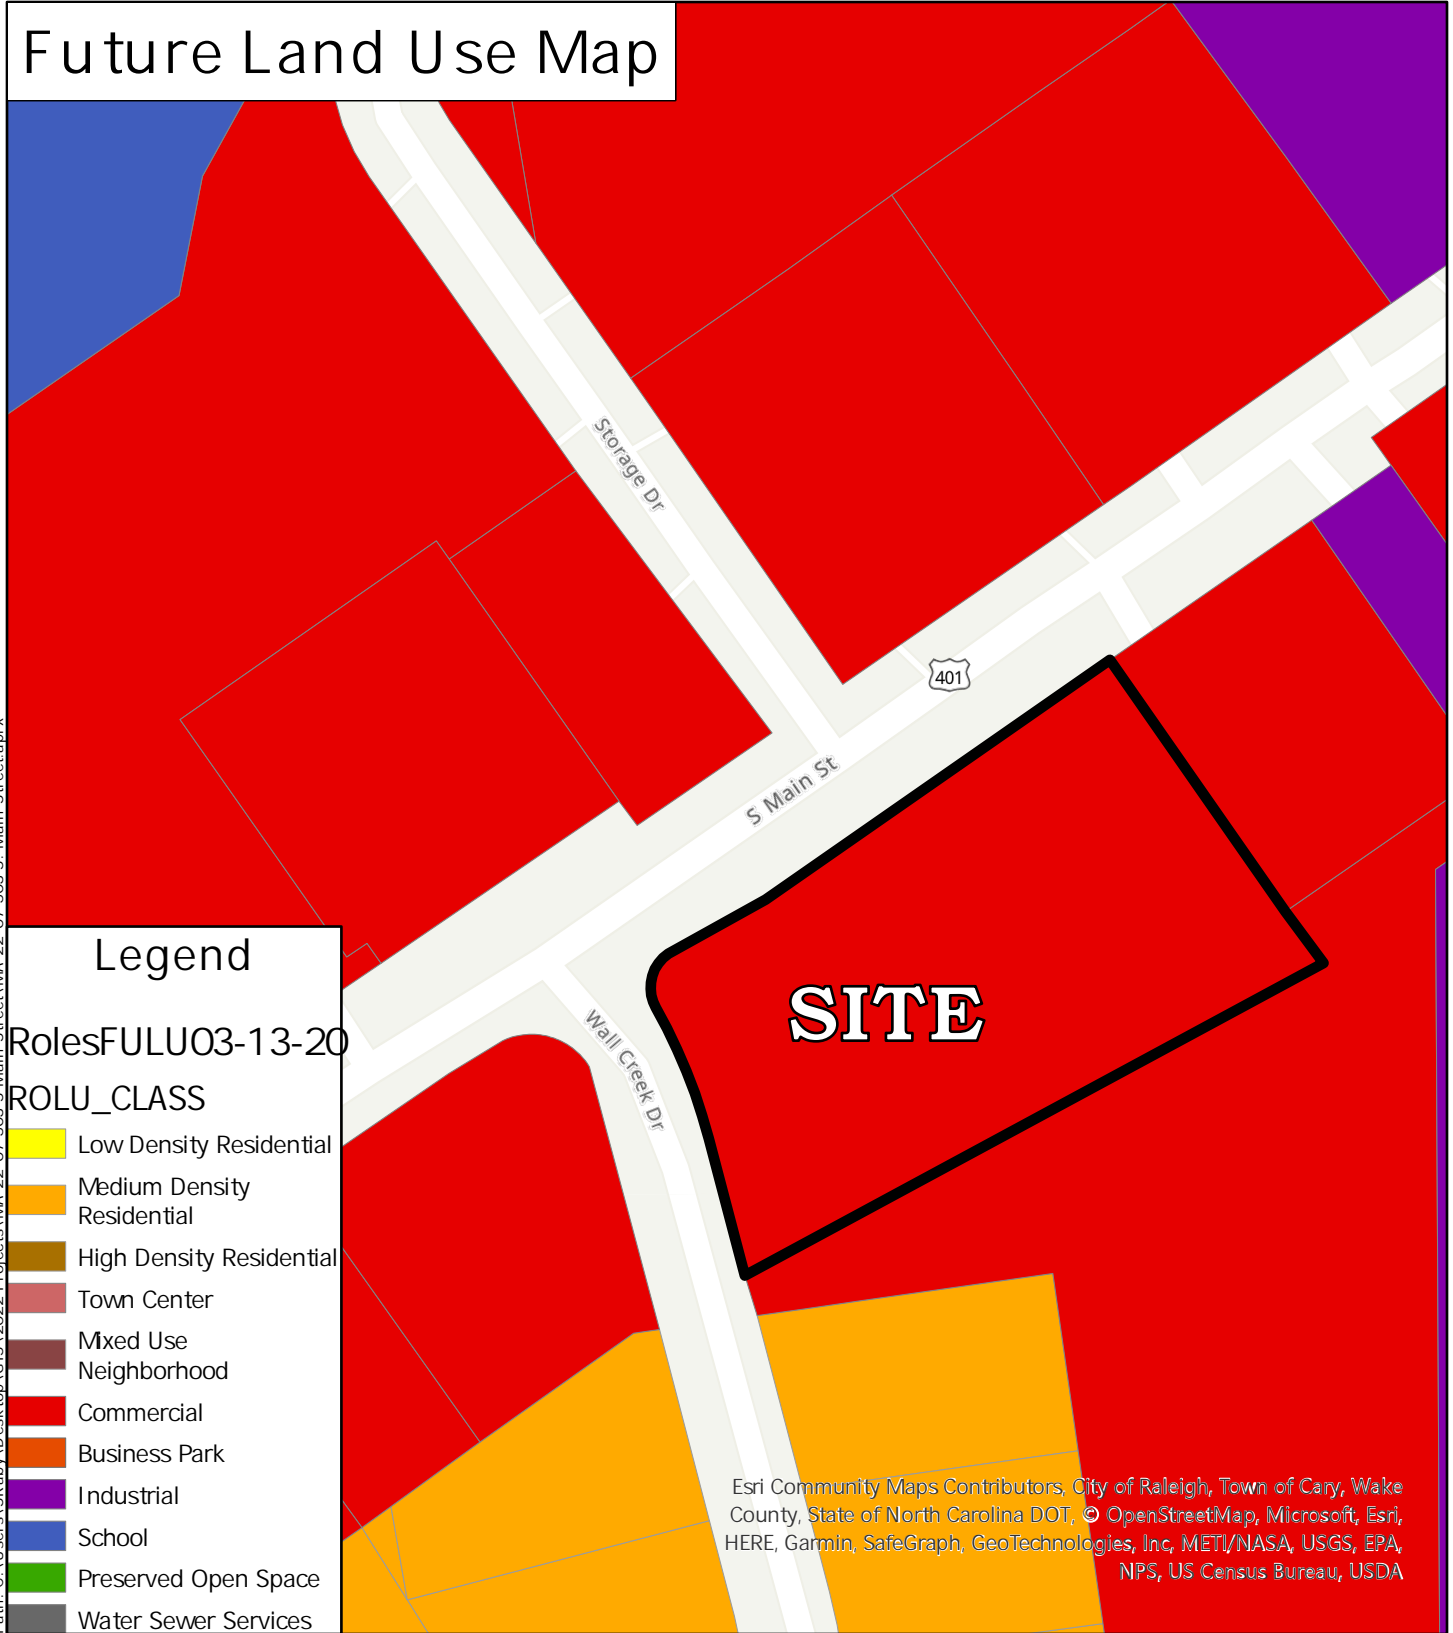 Future Land Use Map
Storage Dr
401
S Main St
SITE
Wall Creek Dr
Legend
RolesFULU03-13-20
ROLU_CLASS
Low Density Residential
Medium Density
Residential
High Density Residential
Town Center
Mixed Use
Neighborhood
Commercial
Business Park
Industrial
School
Preserved Open Space
Water Sewer Services
Esri Community Maps Contributors, City of Raleigh, Town of Cary, Wake
County, State of North Carolina DOT, © OpenStreetMap, Microsoft, Esri,
HERE, Garmin, SafeGraph, GeoTechnologies, Inc, METI/NASA, USGS, EPA,
NPS, US Census Bureau, USDA